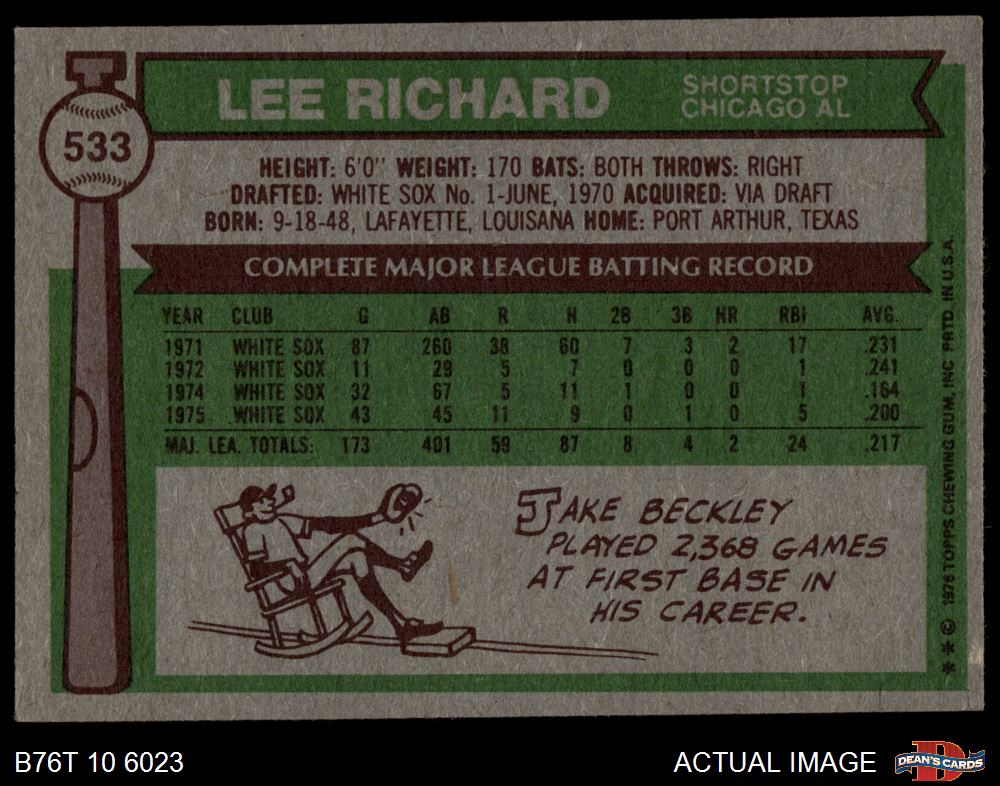 533
LEE RICHARD
SHORTSTOP
CHICAGO AL
HEIGHT: 6'0" WEIGHT: 170 BATS: BOTH THROWS: RIGHT
DRAFTED: WHITE SOX No. 1-JUNE, 1970 ACQUIRED: VIA DRAFT
BORN: 9-18-48, LAFAYETTE, LOUISIANA HOME: PORT ARTHUR, TEXAS
COMPLETE MAJOR LEAGUE BATTING RECORD
YEAR CLUB G AB R H 2B 3B HR RBI AVG.
1971 WHITE SOX 87 260 38 60 7 3 2 17 .231
1972 WHITE SOX 11 29 5 7 0 0 0 1 .241
1974 WHITE SOX 32 67 5 11 1 0 0 1 .164
1975 WHITE SOX 43 45 11 9 0 1 0 5 .200
MAJ. LEA. TOTALS: 173 401 59 87 8 4 2 24 .217
JAKE BECKLEY
PLAYED 2,368 GAMES
AT FIRST BASE IN
HIS CAREER.
** © 1976 TOPPS CHEWING GUM, INC PRTD. IN U.S.A.
B76T 10 6023
ACTUAL IMAGE
D
DEAN'S CARDS